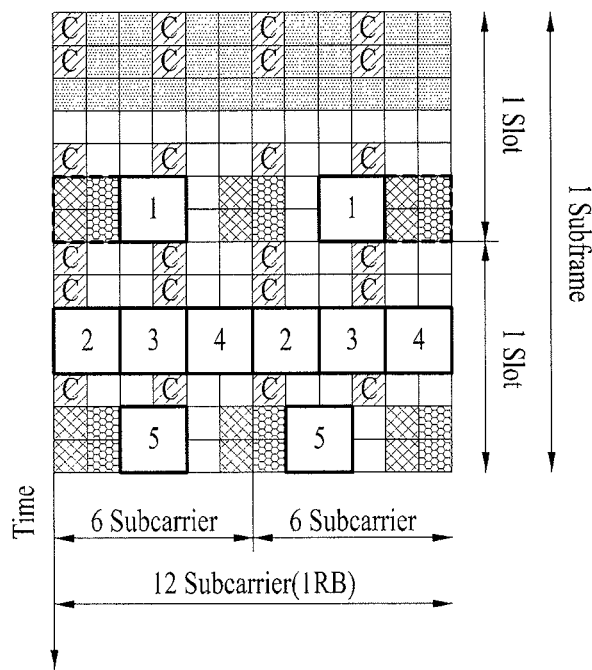 C C C C
C C C C
C C C C
1 1
C C C C
C C C C
2 3 4 2 3 4
C C C C
5 5
1 Slot
1 Slot
1 Subframe
Time
6 Subcarrier 6 Subcarrier
12 Subcarrier(1RB)